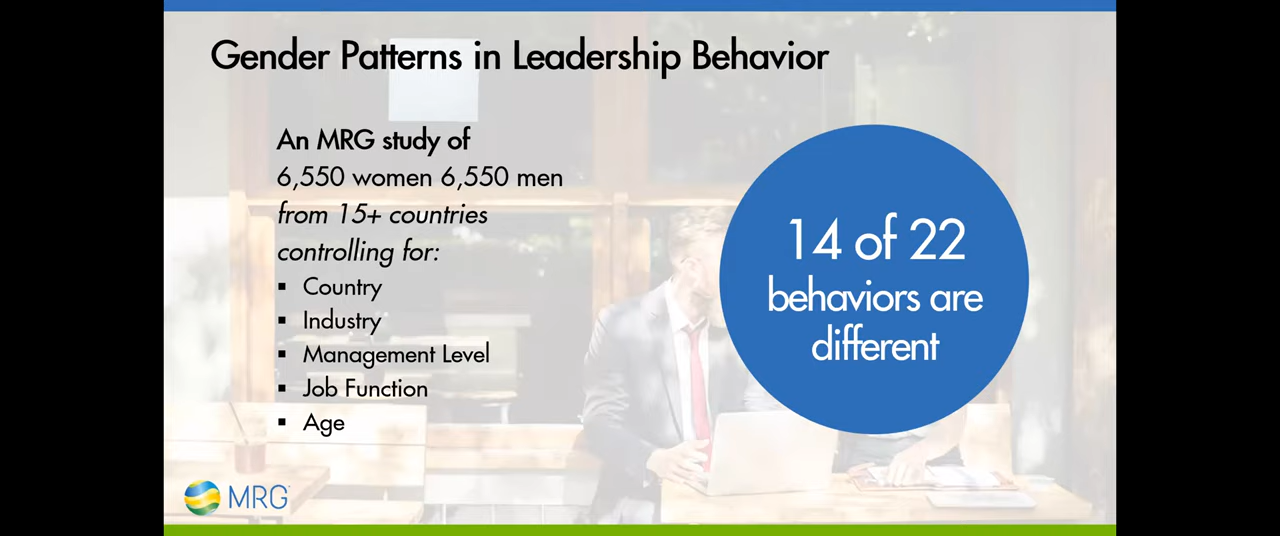 Gender Patterns in Leadership Behavior
An MRG study of
6,550 women 6,550 men
from 15+ countries
controlling for:
▪ Country
▪ Industry
▪ Management Level
▪ Job Function
▪ Age
14 of 22
behaviors are
different
MRG